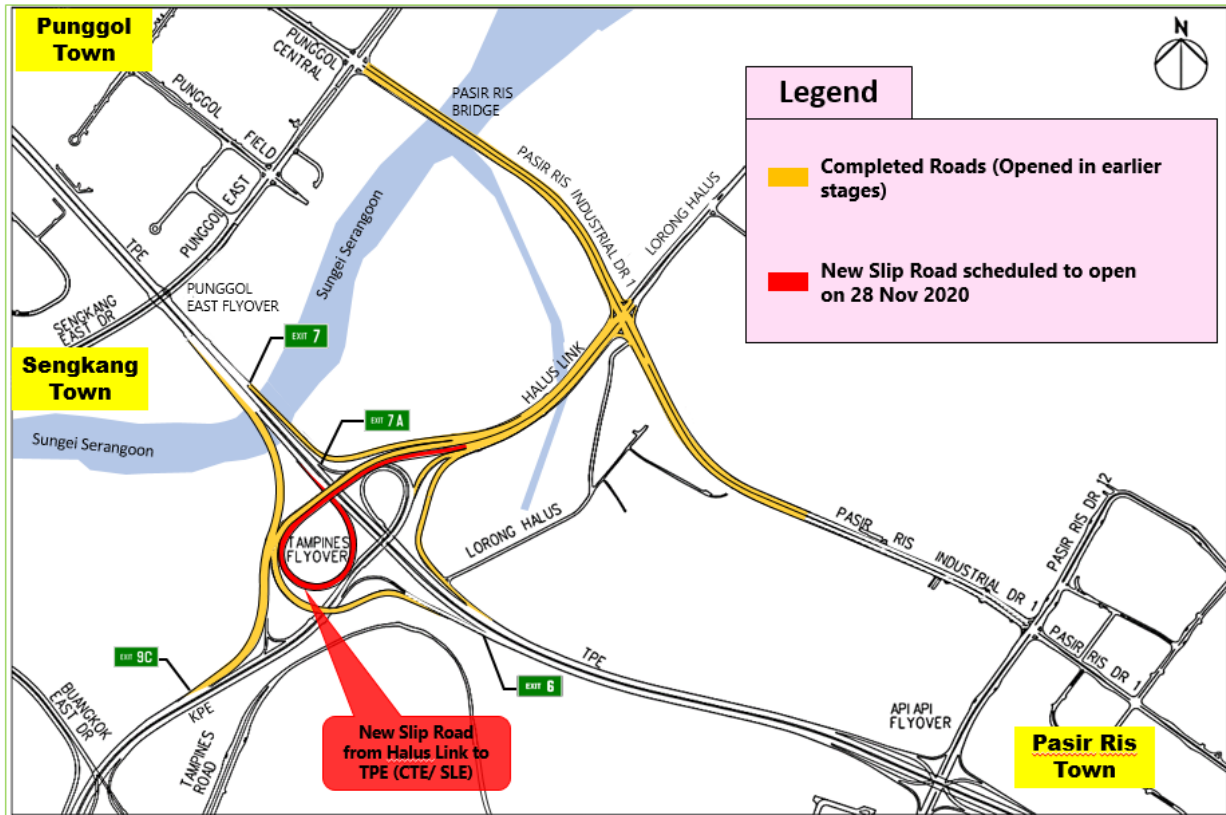 Punggol
Town
PUNGGOL
CENTRAL
PUNGGOL
FIELD
PUNGGOL EAST
PASIR RIS
BRIDGE
N
Legend
Completed Roads (Opened in earlier
stages)
New Slip Road scheduled to open
on 28 Nov 2020
PASIR RIS INDUSTRIAL DR 1
LORONG HALUS
TPE
Sungei Serangoon
PUNGGOL
EAST FLYOVER
SENGKANG
EAST DR
EXIT 7
Sengkang
Town
HALUS LINK
EXIT 7A
Sungei Serangoon
TAMPINES
FLYOVER
LORONG HALUS
PASIR RIS INDUSTRIAL DR 1
PASIR RIS DR 12
PASIR RIS DR 1
EXIT 9C
KPE
BUANGKOK
EAST DR
TAMPINES
ROAD
TPE
EXIT 6
New Slip Road
from Halus Link to
TPE (CTE/ SLE)
API API
FLYOVER
Pasir Ris
Town